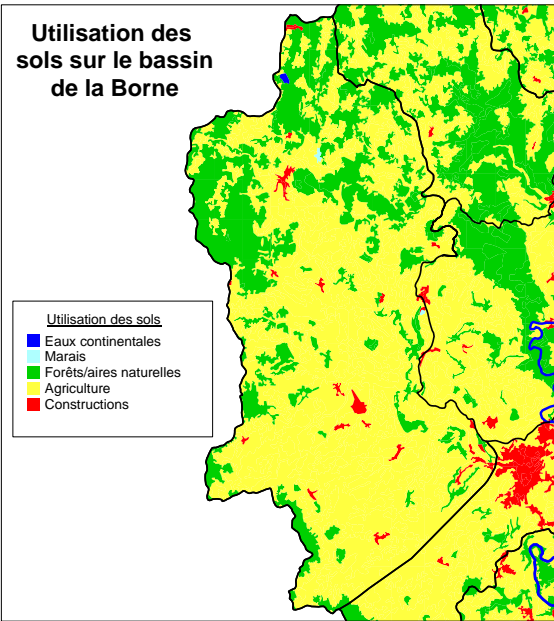 Utilisation des
sols sur le bassin
de la Borne
Utilisation des sols
Eaux continentales
Marais
Forêts/aires naturelles
Agriculture
Constructions